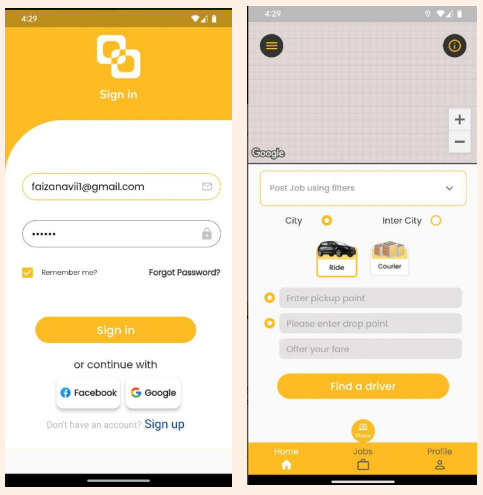 4:29
Sign in
faizanavii1@gmail.com
••••••
Remember me?
Forgot Password?
Sign in
or continue with
Facebook
Google
Don't have an account? Sign up
4:29
+
−
Google
Post Job using filters
City
Inter City
Ride
Courier
Enter pickup point
Please enter drop point
Offer your fare
Find a driver
Share
Home
Jobs
Profile